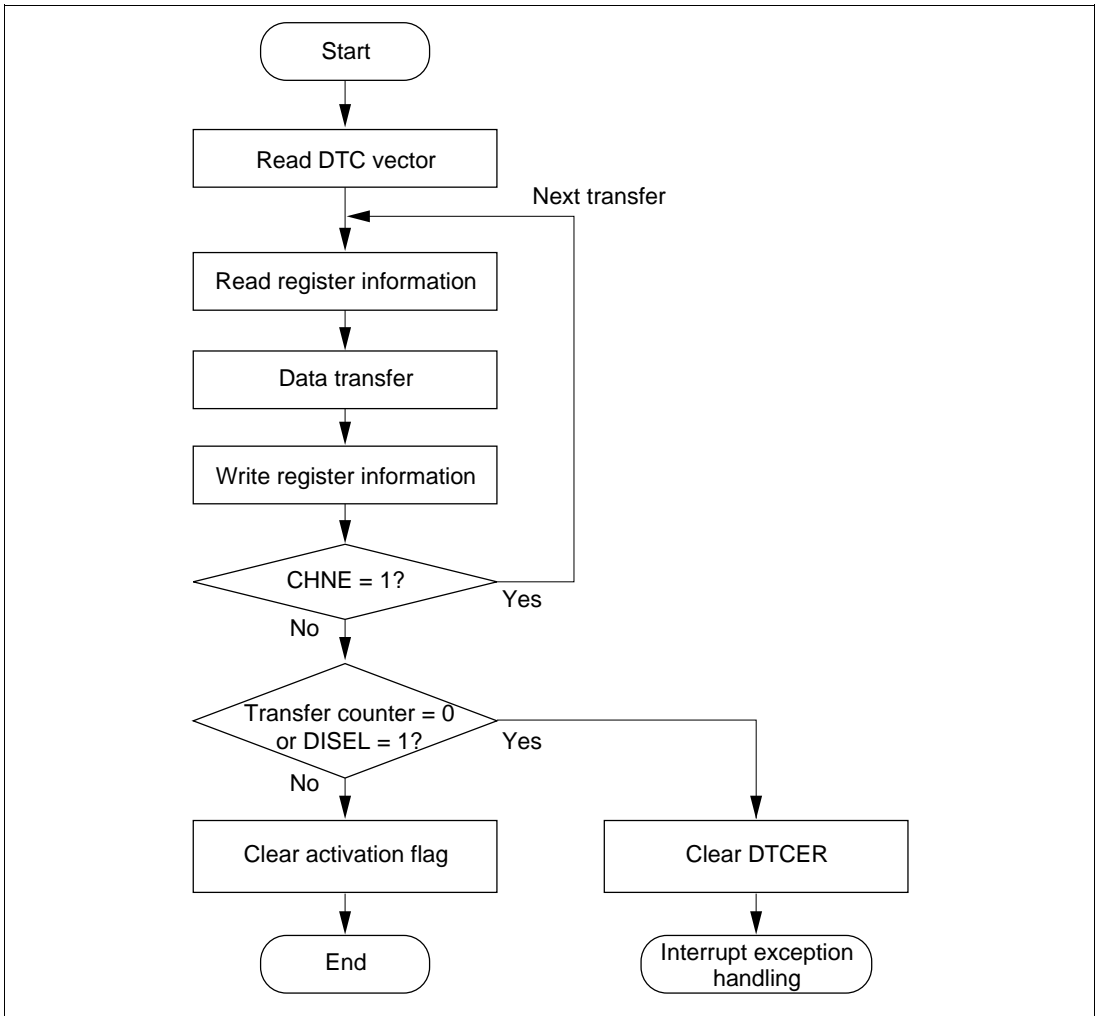 Start
Read DTC vector
Next transfer
Read register information
Data transfer
Write register information
CHNE = 1?
Yes
No
Transfer counter = 0
or DISEL = 1?
Yes
No
Clear activation flag
Clear DTCER
End
Interrupt exception
handling